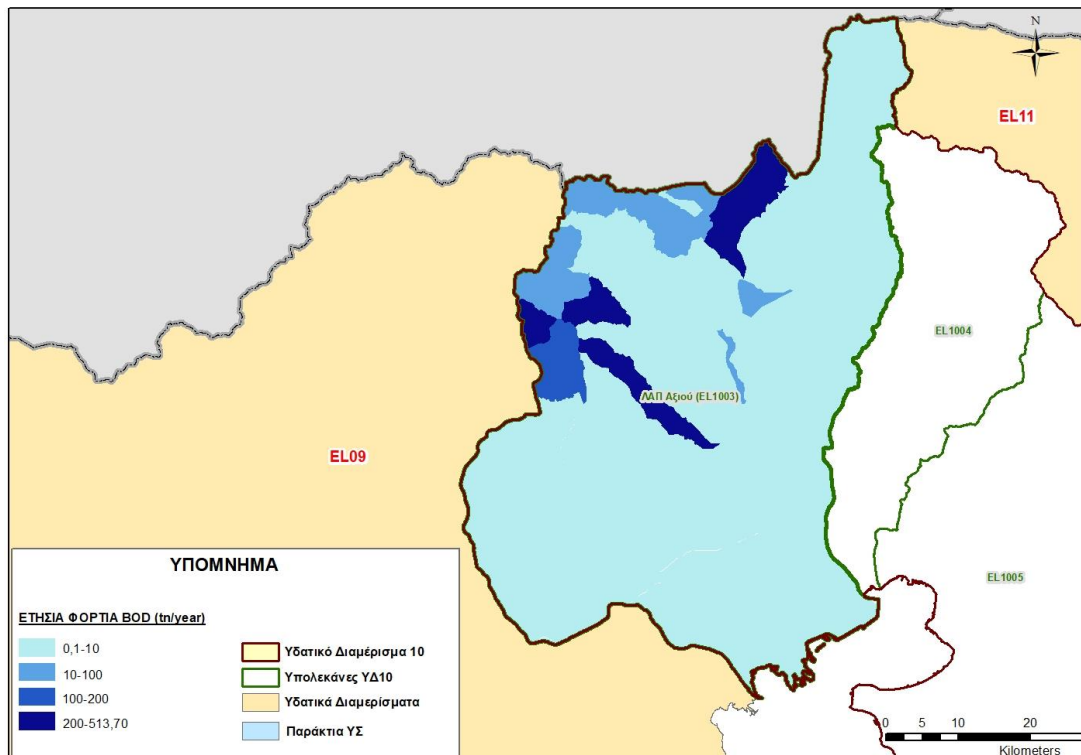 N
EL11
EL1004
ΛΑΠ Αξιού (EL1003)
EL09
EL1005
ΥΠΟΜΝΗΜΑ
ΕΤΗΣΙΑ ΦΟΡΤΙΑ BOD (tn/year)
0,1-10
10-100
100-200
200-513,70
Υδατικό Διαμέρισμα 10
Υπολεκάνες ΥΔ10
Υδατικά Διαμερίσματα
Παράκτια ΥΣ
0 5 10 20
Kilometers